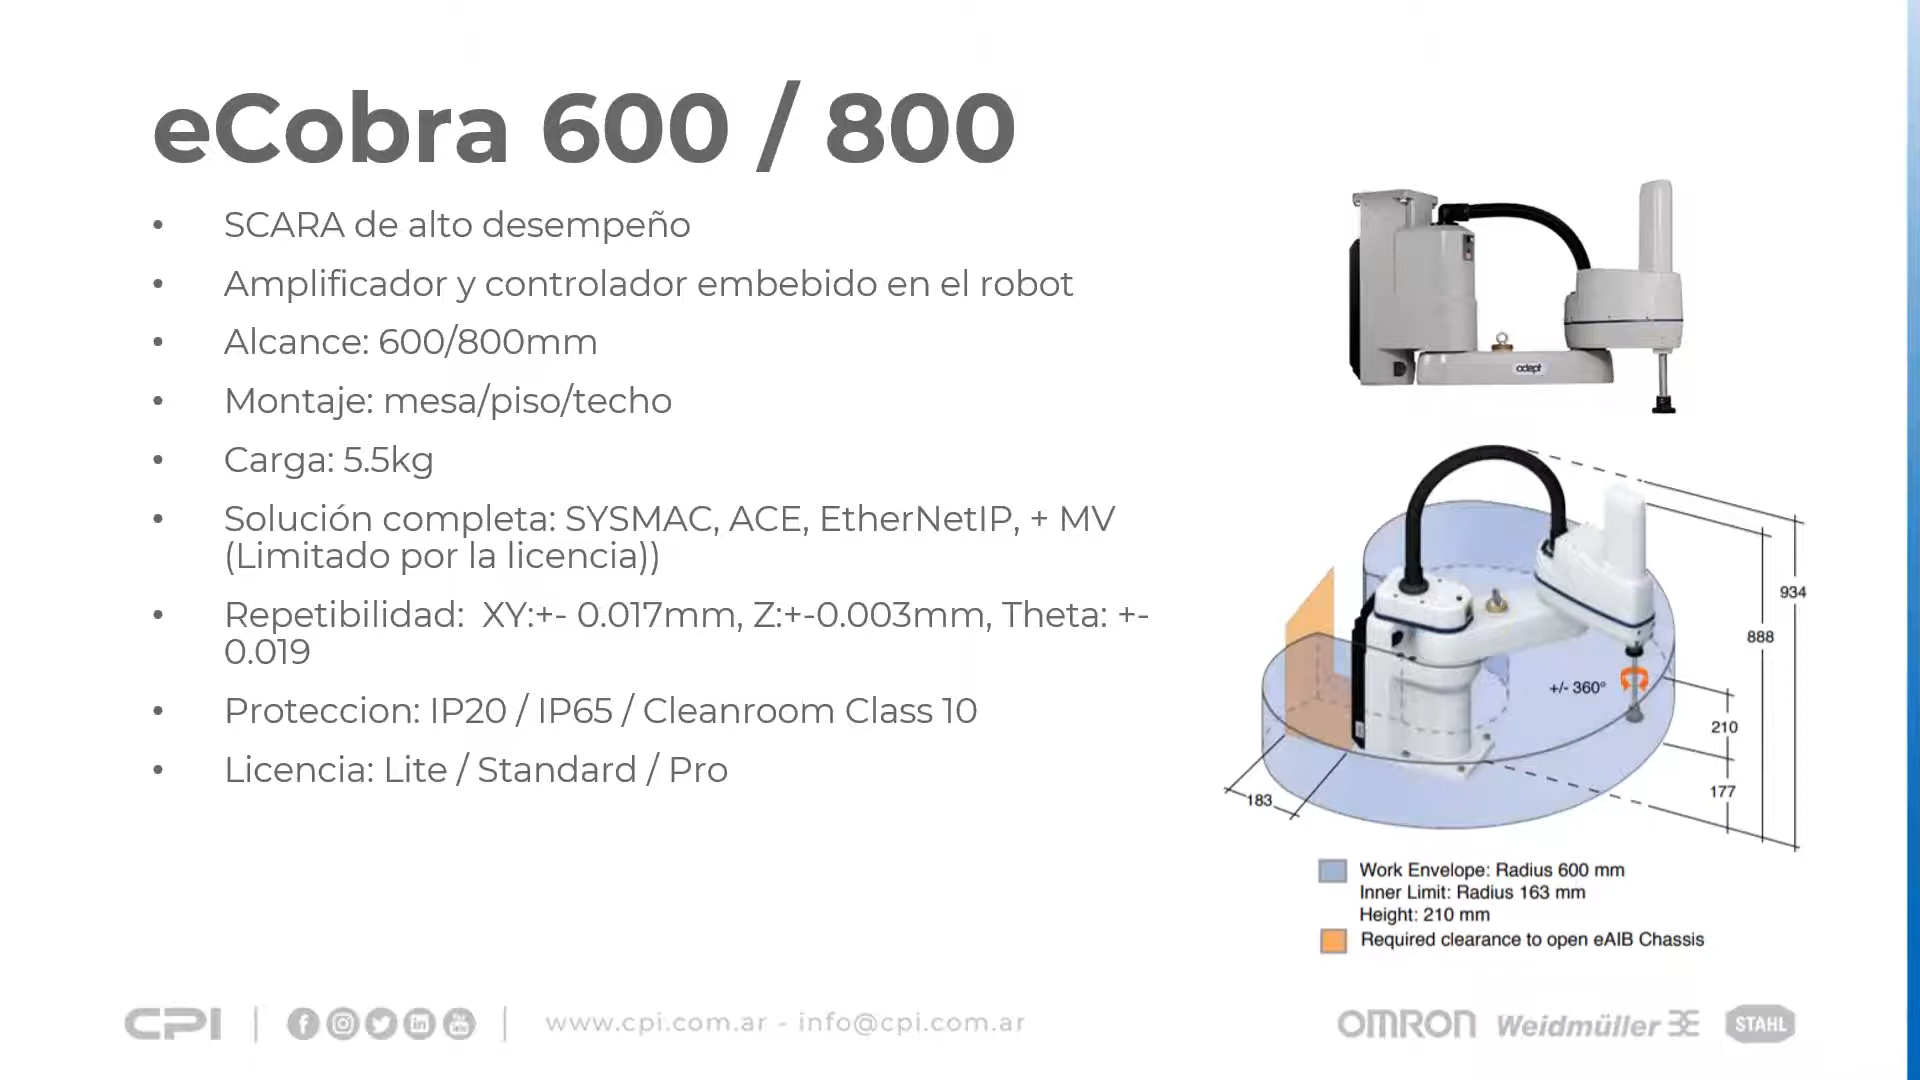 eCobra 600 / 800
• SCARA de alto desempeño
• Amplificador y controlador embebido en el robot
• Alcance: 600/800mm
• Montaje: mesa/piso/techo
• Carga: 5.5kg
• Solución completa: SYSMAC, ACE, EtherNetIP, + MV
(Limitado por la licencia))
• Repetibilidad:  XY:+- 0.017mm, Z:+-0.003mm, Theta: +-
0.019
• Proteccion: IP20 / IP65 / Cleanroom Class 10
• Licencia: Lite / Standard / Pro
adept
934
888
+/- 360°
210
177
183
Work Envelope: Radius 600 mm
Inner Limit: Radius 163 mm
Height: 210 mm
Required clearance to open eAIB Chassis
CPI | | www.cpi.com.ar - info@cpi.com.ar
OMRON Weidmüller STAHL